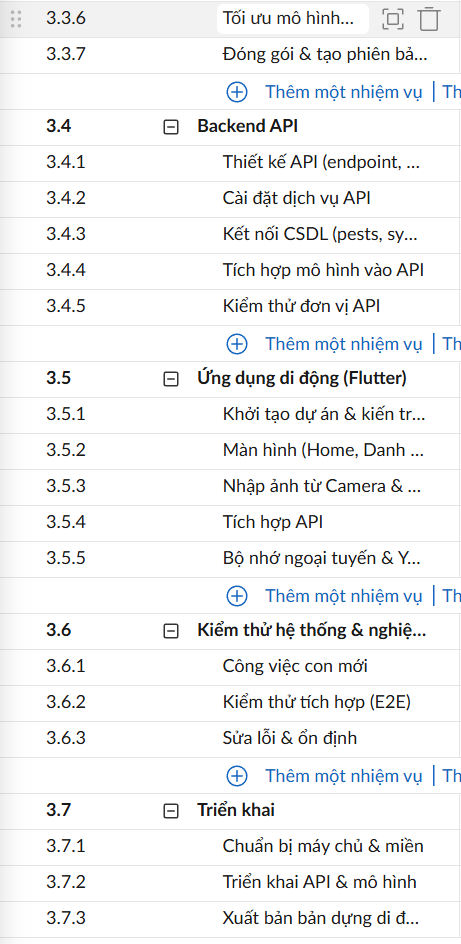 3.3.6 Tối ưu mô hình...
3.3.7 Đóng gói & tạo phiên bả...
Thêm một nhiệm vụ | Th
3.4 Backend API
3.4.1 Thiết kế API (endpoint, ...
3.4.2 Cài đặt dịch vụ API
3.4.3 Kết nối CSDL (pests, sy...
3.4.4 Tích hợp mô hình vào API
3.4.5 Kiểm thử đơn vị API
Thêm một nhiệm vụ | Th
3.5 Ứng dụng di động (Flutter)
3.5.1 Khởi tạo dự án & kiến tr...
3.5.2 Màn hình (Home, Danh ...
3.5.3 Nhập ảnh từ Camera & ...
3.5.4 Tích hợp API
3.5.5 Bộ nhớ ngoại tuyến & Y...
Thêm một nhiệm vụ | Th
3.6 Kiểm thử hệ thống & nghiệ...
3.6.1 Công việc con mới
3.6.2 Kiểm thử tích hợp (E2E)
3.6.3 Sửa lỗi & ổn định
Thêm một nhiệm vụ | Th
3.7 Triển khai
3.7.1 Chuẩn bị máy chủ & miền
3.7.2 Triển khai API & mô hình
3.7.3 Xuất bản bản dựng di đ...